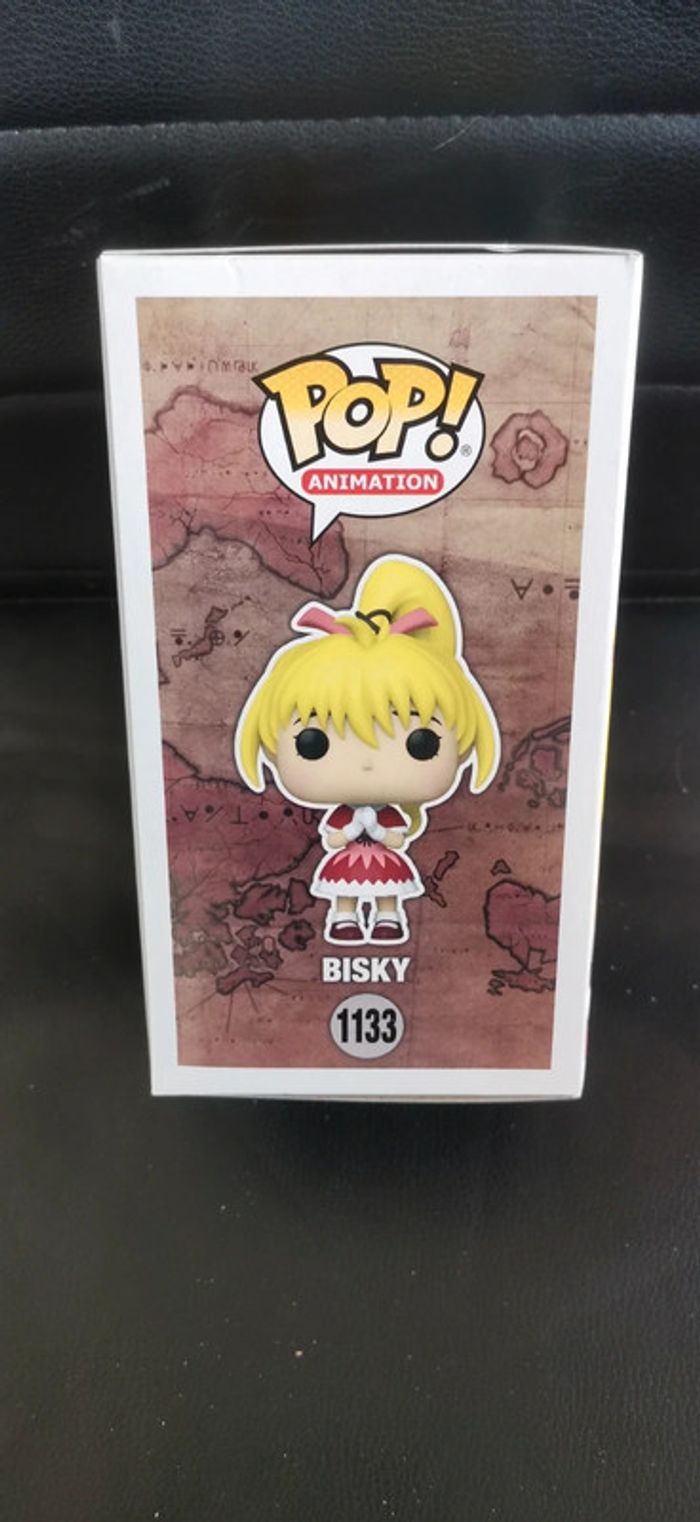 POP!
®
ANIMATION
BISKY
1133